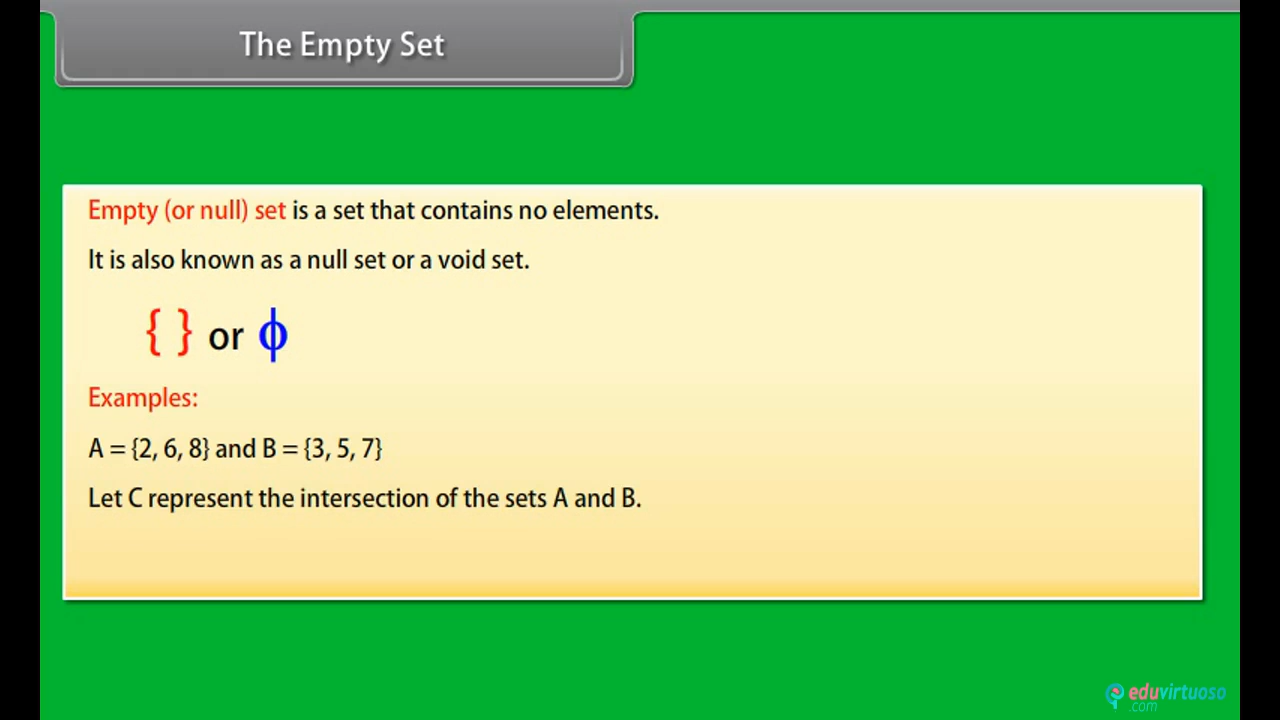 The Empty Set
Empty (or null) set is a set that contains no elements.
It is also known as a null set or a void set.
{ } or ϕ
Examples:
A = {2, 6, 8} and B = {3, 5, 7}
Let C represent the intersection of the sets A and B.
eduvirtuoso
.com